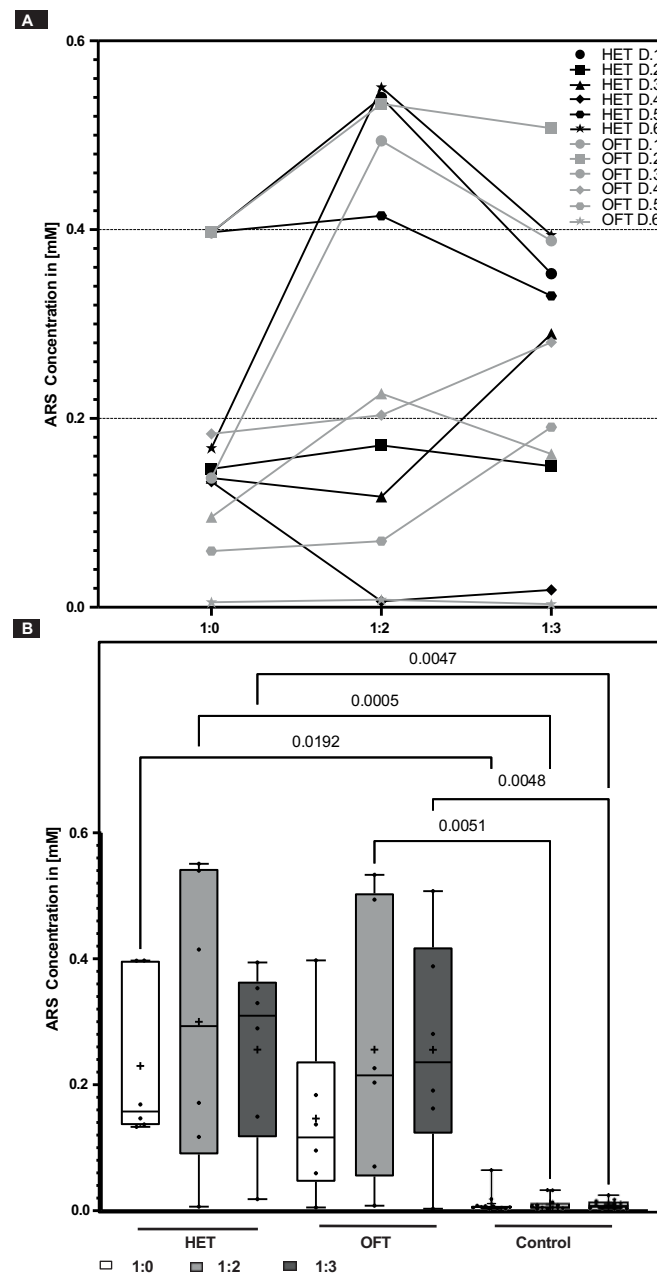 A
0.6
HET D.1
HET D.2
HET D.3
HET D.4
HET D.5
HET D.6
OFT D.1
OFT D.2
OFT D.3
OFT D.4
OFT D.5
OFT D.6
0.4
ARS Concentration in [mM]
0.2
0.0
1:0
1:2
1:3
B
0.0047
0.0005
0.0192
0.0048
0.0051
0.6
ARS Concentration in [mM]
0.4
0.2
0.0
HET
OFT
Control
1:0
1:2
1:3